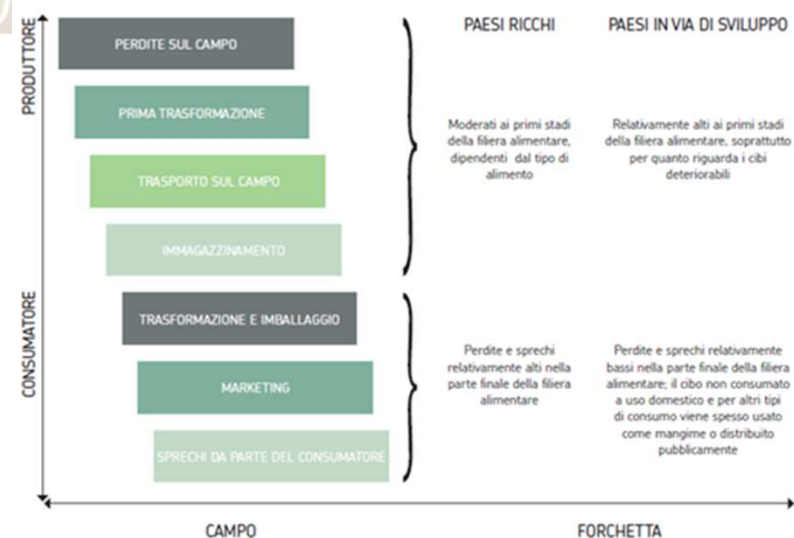 PRODUTTORE
CONSUMATORE
PERDITE SUL CAMPO
PRIMA TRASFORMAZIONE
TRASPORTO SUL CAMPO
IMMAGAZZINAMENTO
TRASFORMAZIONE E IMBALLAGGIO
MARKETING
SPRECHI DA PARTE DEL CONSUMATORE
PAESI RICCHI
Moderati ai primi stadi
della filiera alimentare,
dipendenti dal tipo di
alimento
Perdite e sprechi
relativamente alti nella
parte finale della filiera
alimentare
PAESI IN VIA DI SVILUPPO
Relativamente alti ai primi stadi
della filiera alimentare, soprattutto
per quanto riguarda i cibi
deteriorabili
Perdite e sprechi relativamente
bassi nella parte finale della filiera
alimentare; il cibo non consumato
a uso domestico e per altri tipi
di consumo viene spesso usato
come mangime o distribuito
pubblicamente
CAMPO
FORCHETTA